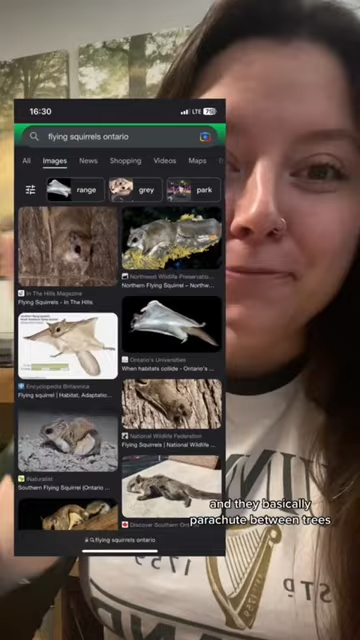 16:30
LTE
flying squirrels ontario
All Images News Shopping Videos Maps
range
grey
park
In The Hills Magazine
Flying Squirrels - In The Hills
Northwest Wildlife Preservatio...
Northern Flying Squirrel – Northw...
Encyclopedia Britannica
Flying squirrel | Habitat, Adaptatio...
Ontario's Universities
When habitats collide - Ontario's ...
National Wildlife Federation
Flying Squirrels | National Wildlife ...
iNaturalist
Southern Flying Squirrel (Ontario ...
Discover Southern Ont
flying squirrels ontario
and they basically
parachute between trees
1759